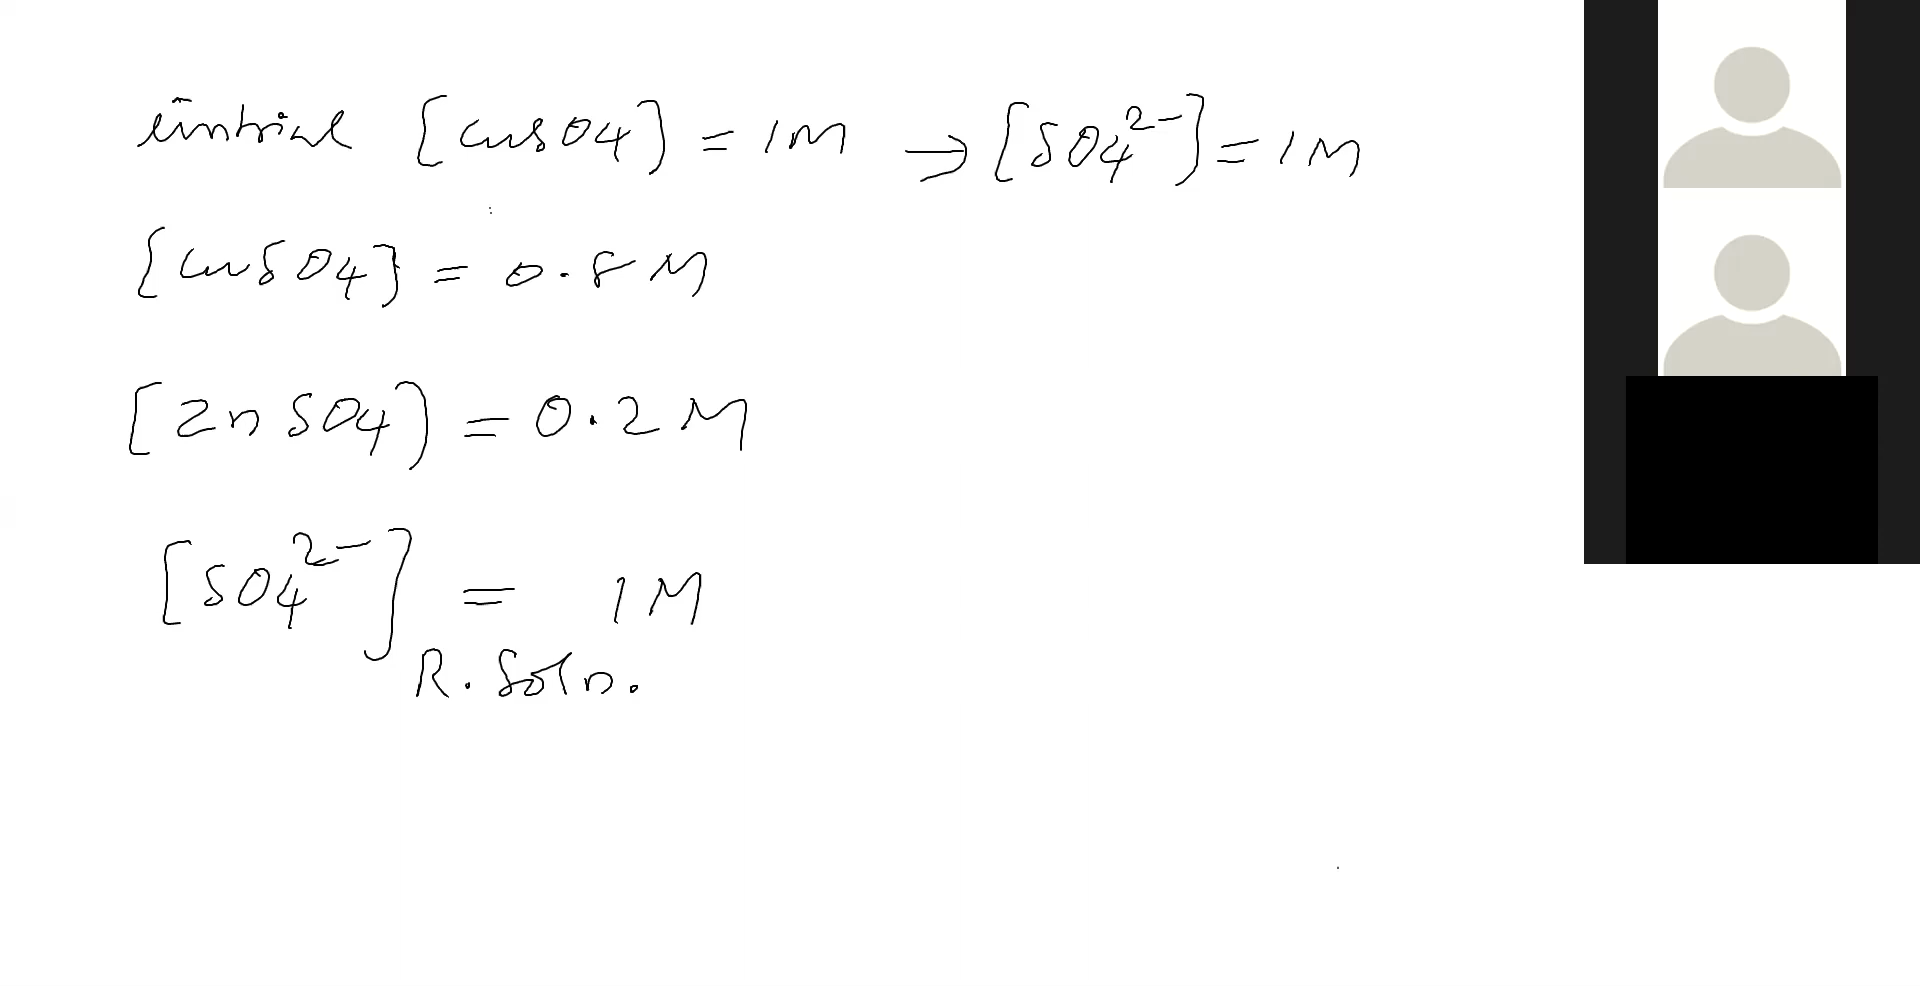 initial [CuSO4] = 1M → [SO4²⁻] = 1M
[CuSO4] = 0.8M
[ZnSO4] = 0.2M
[SO4²⁻] = 1M
R. Soln.